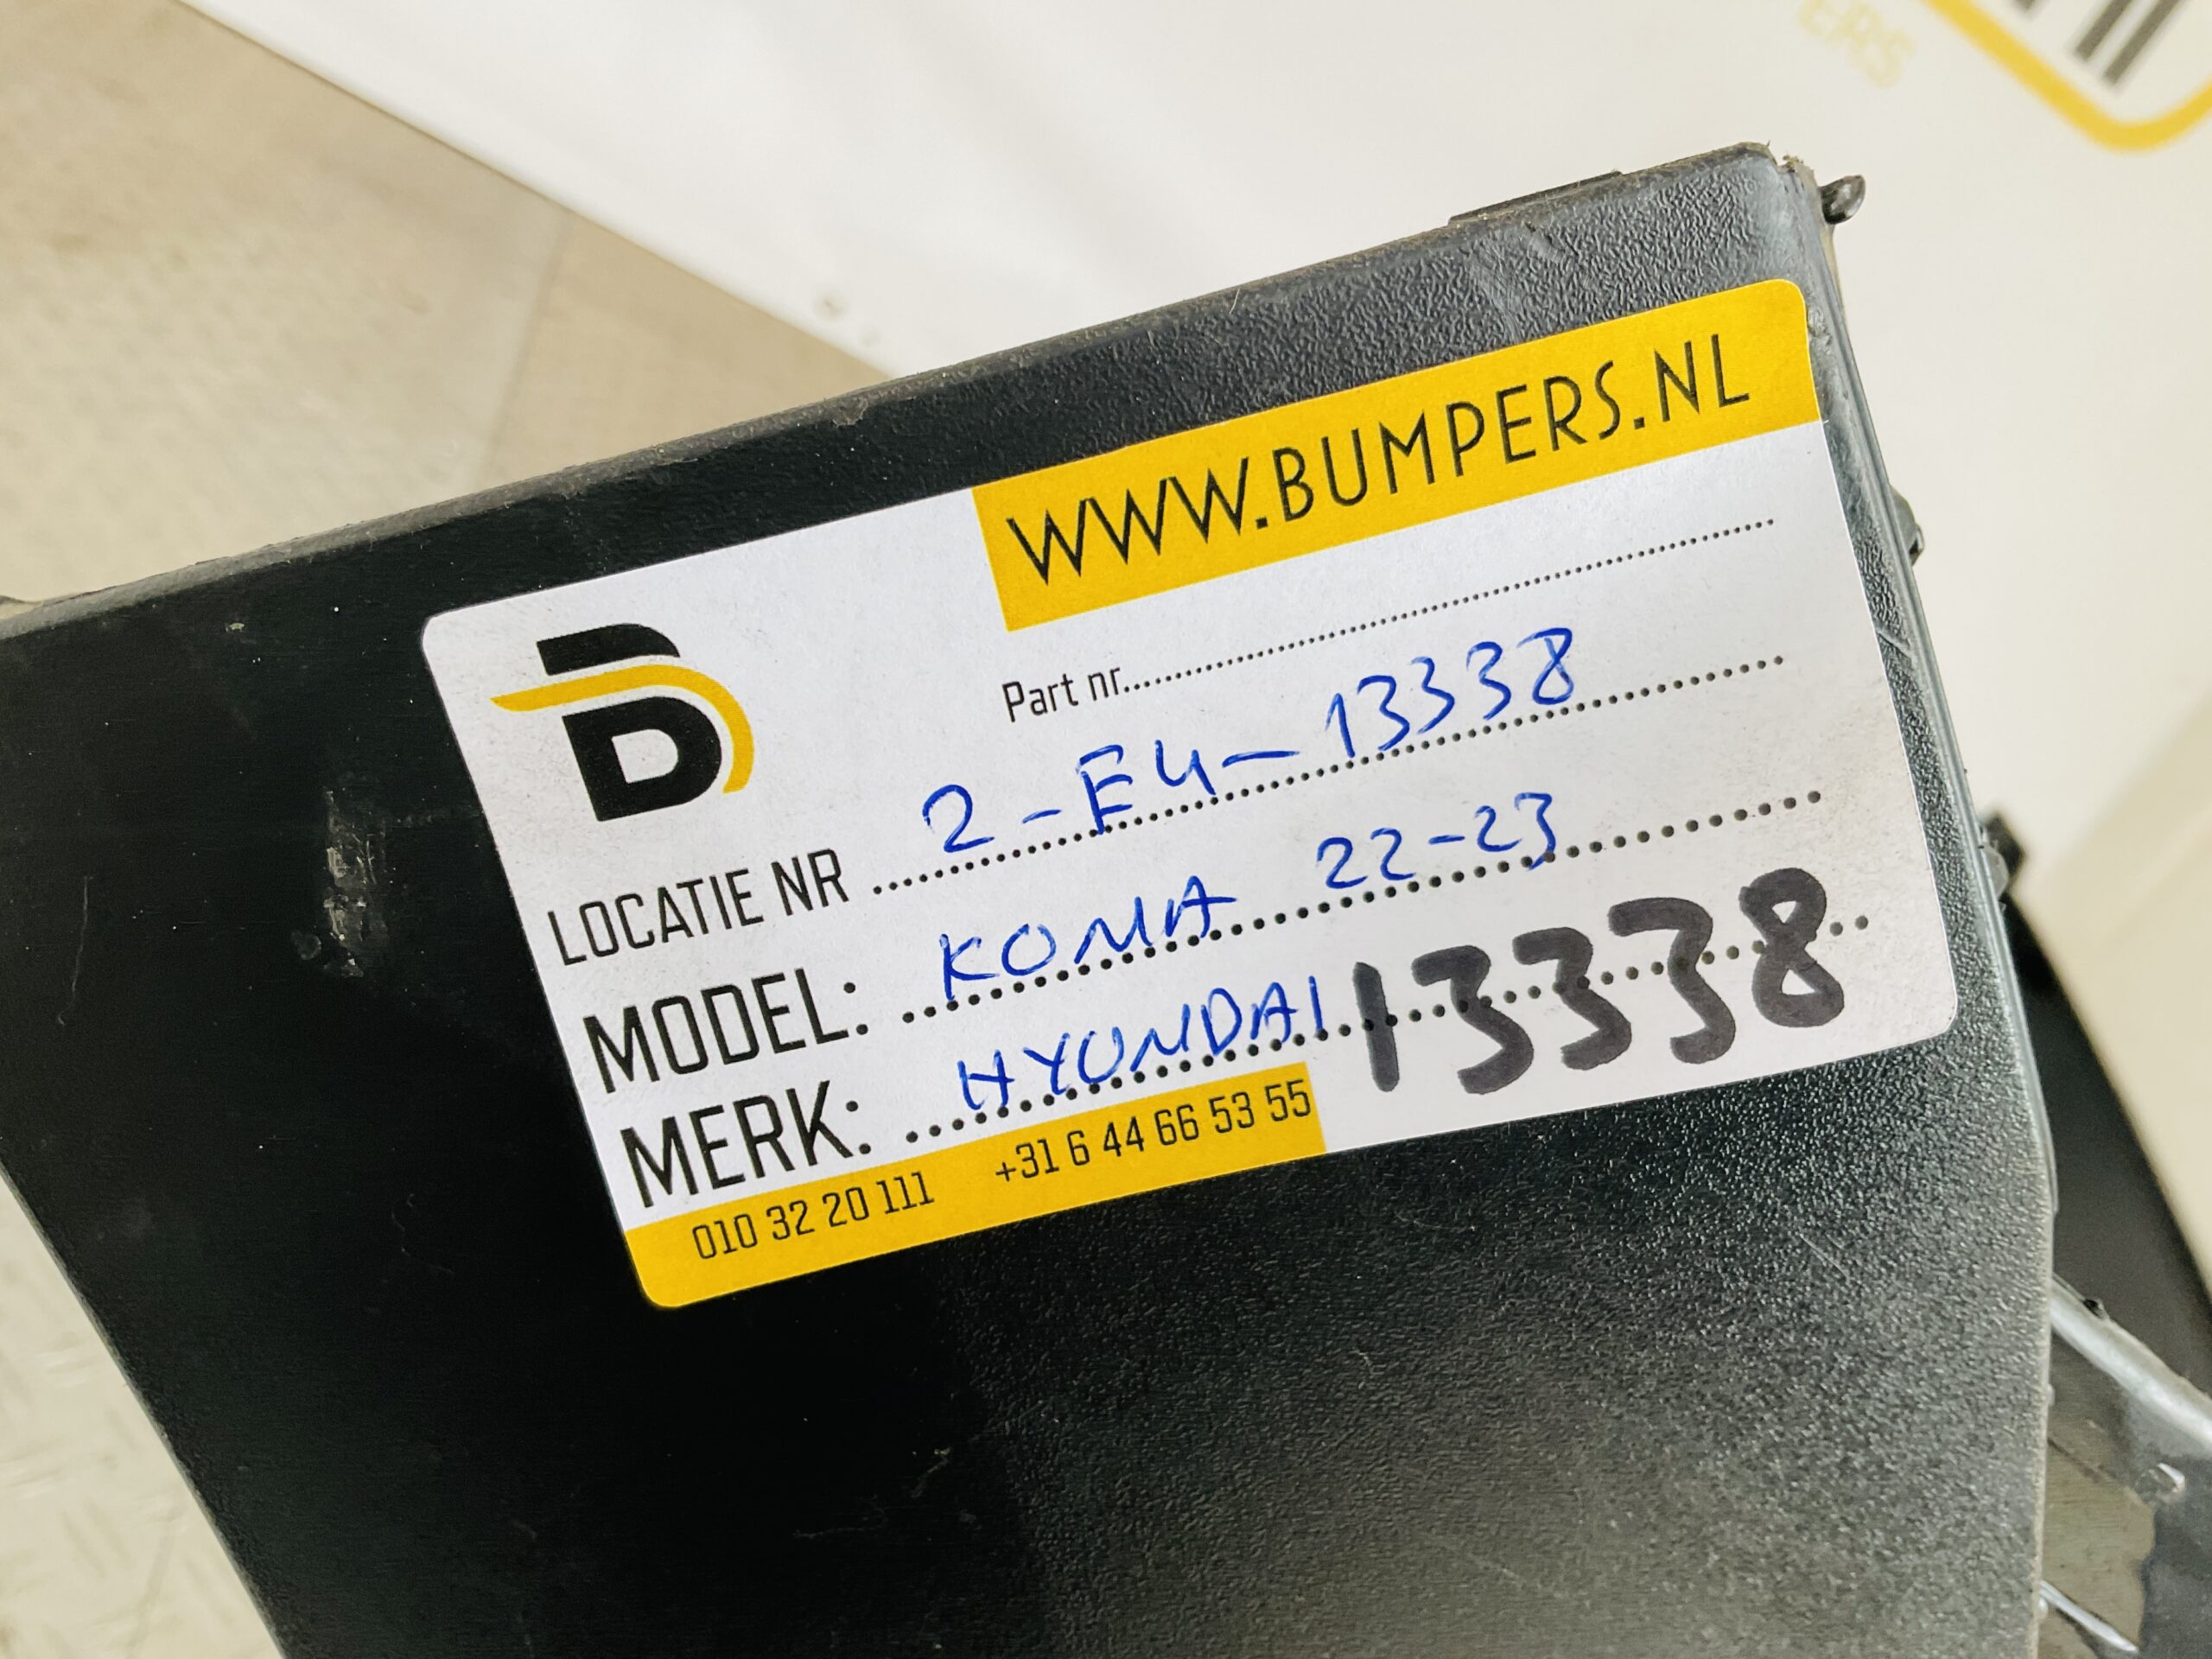 ERS
WWW.BUMPERS.NL
B
Part nr...........................
LOCATIE NR 2-E4-13338
MODEL: KONA 22-23
MERK: HYUNDAI 13338
010 32 20 111 +31 6 44 66 53 55